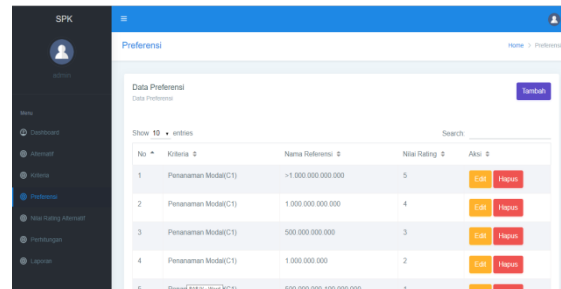 SPK
admin
Menu
Dashboard
Alternatif
Kriteria
Preferensi
Nilai Rating Alternatif
Perhitungan
Laporan
Preferensi
Home > Preferensi
Data Preferensi
Data Preferensi
Tambah
Show 10 entries
Search:
No Kriteria Nama Referensi Nilai Rating Aksi
1 Penanaman Modal(C1) >1.000.000.000.000 5 Edit Hapus
2 Penanaman Modal(C1) 1.000.000.000.000 4 Edit Hapus
3 Penanaman Modal(C1) 500.000.000.000 3 Edit Hapus
4 Penanaman Modal(C1) 1.000.000.000 2 Edit Hapus